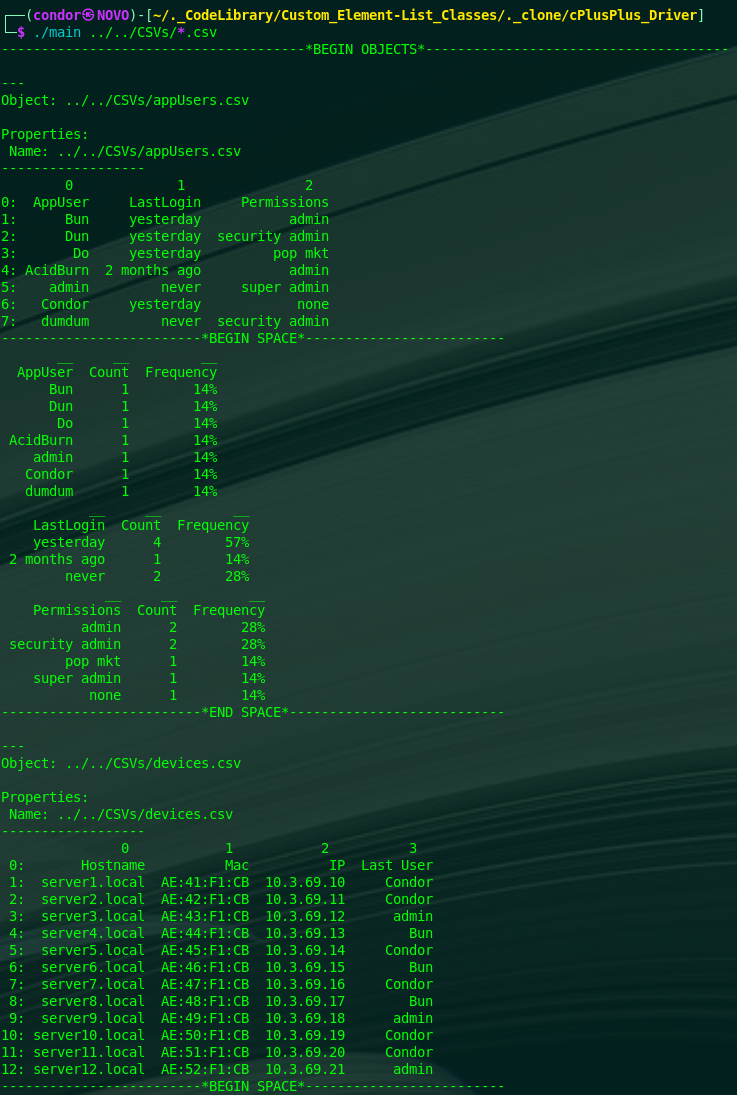 ┌──(condor㉿NOVO)-[~/._CodeLibrary/Custom_Element-List_Classes/._clone/cPlusPlus_Driver]
└─$ ./main ../../CSVs/*.csv
--------------------------------------*BEGIN OBJECTS*--------------------------------------
---
Object: ../../CSVs/appUsers.csv
Properties:
 Name: ../../CSVs/appUsers.csv
------------------
        0             1               2
0:  AppUser     LastLogin     Permissions
1:      Bun     yesterday           admin
2:      Dun     yesterday  security admin
3:       Do     yesterday         pop mkt
4: AcidBurn  2 months ago           admin
5:    admin         never     super admin
6:   Condor     yesterday            none
7:   dumdum         never  security admin
-------------------------*BEGIN SPACE*-------------------------
       __     __         __
  AppUser  Count  Frequency
      Bun      1        14%
      Dun      1        14%
       Do      1        14%
 AcidBurn      1        14%
    admin      1        14%
   Condor      1        14%
   dumdum      1        14%
           __     __         __
    LastLogin  Count  Frequency
    yesterday      4        57%
 2 months ago      1        14%
        never      2        28%
             __     __         __
    Permissions  Count  Frequency
          admin      2        28%
 security admin      2        28%
        pop mkt      1        14%
    super admin      1        14%
           none      1        14%
-------------------------*END SPACE*---------------------------
---
Object: ../../CSVs/devices.csv
Properties:
 Name: ../../CSVs/devices.csv
------------------
               0            1           2          3
 0:       Hostname          Mac          IP  Last User
 1:  server1.local  AE:41:F1:CB  10.3.69.10     Condor
 2:  server2.local  AE:42:F1:CB  10.3.69.11     Condor
 3:  server3.local  AE:43:F1:CB  10.3.69.12      admin
 4:  server4.local  AE:44:F1:CB  10.3.69.13        Bun
 5:  server5.local  AE:45:F1:CB  10.3.69.14     Condor
 6:  server6.local  AE:46:F1:CB  10.3.69.15        Bun
 7:  server7.local  AE:47:F1:CB  10.3.69.16     Condor
 8:  server8.local  AE:48:F1:CB  10.3.69.17        Bun
 9:  server9.local  AE:49:F1:CB  10.3.69.18      admin
10: server10.local  AE:50:F1:CB  10.3.69.19     Condor
11: server11.local  AE:51:F1:CB  10.3.69.20     Condor
12: server12.local  AE:52:F1:CB  10.3.69.21      admin
-------------------------*BEGIN SPACE*-------------------------